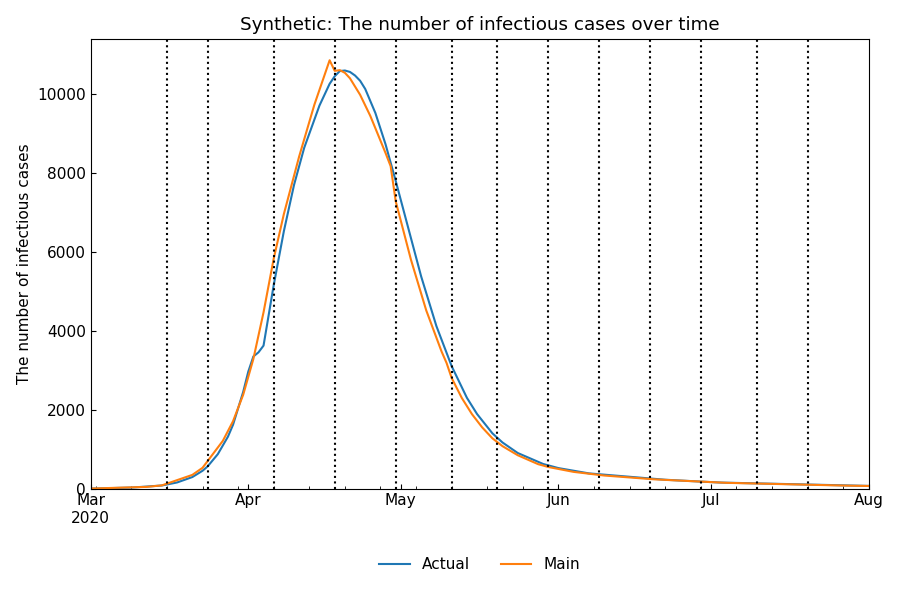 Synthetic: The number of infectious cases over time
The number of infectious cases
10000
8000
6000
4000
2000
0
Mar Apr May Jun Jul Aug
2020
Actual Main